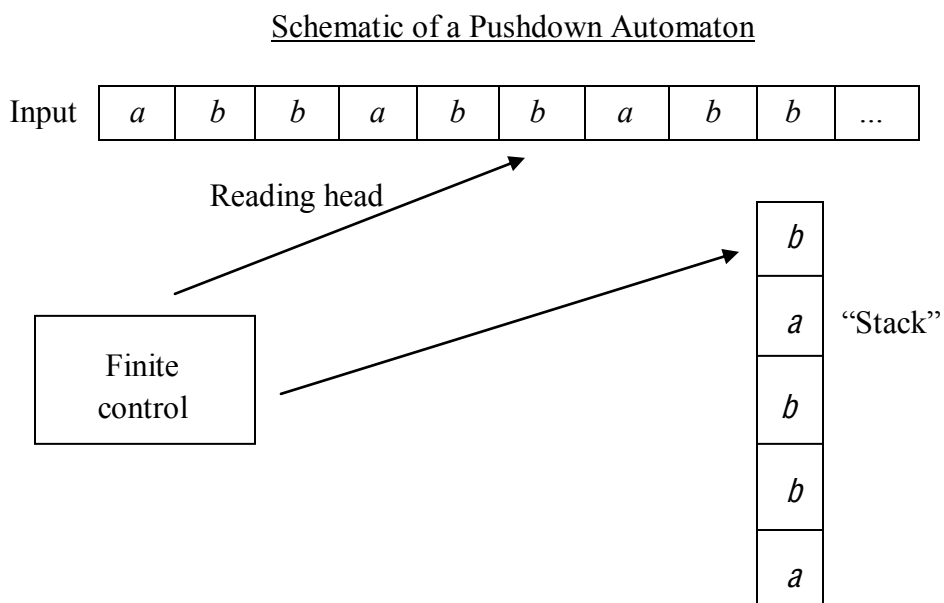 Schematic of a Pushdown Automaton
Input a b b a b b a b b ...
Reading head
b
a “Stack”
Finite
control
b
b
a